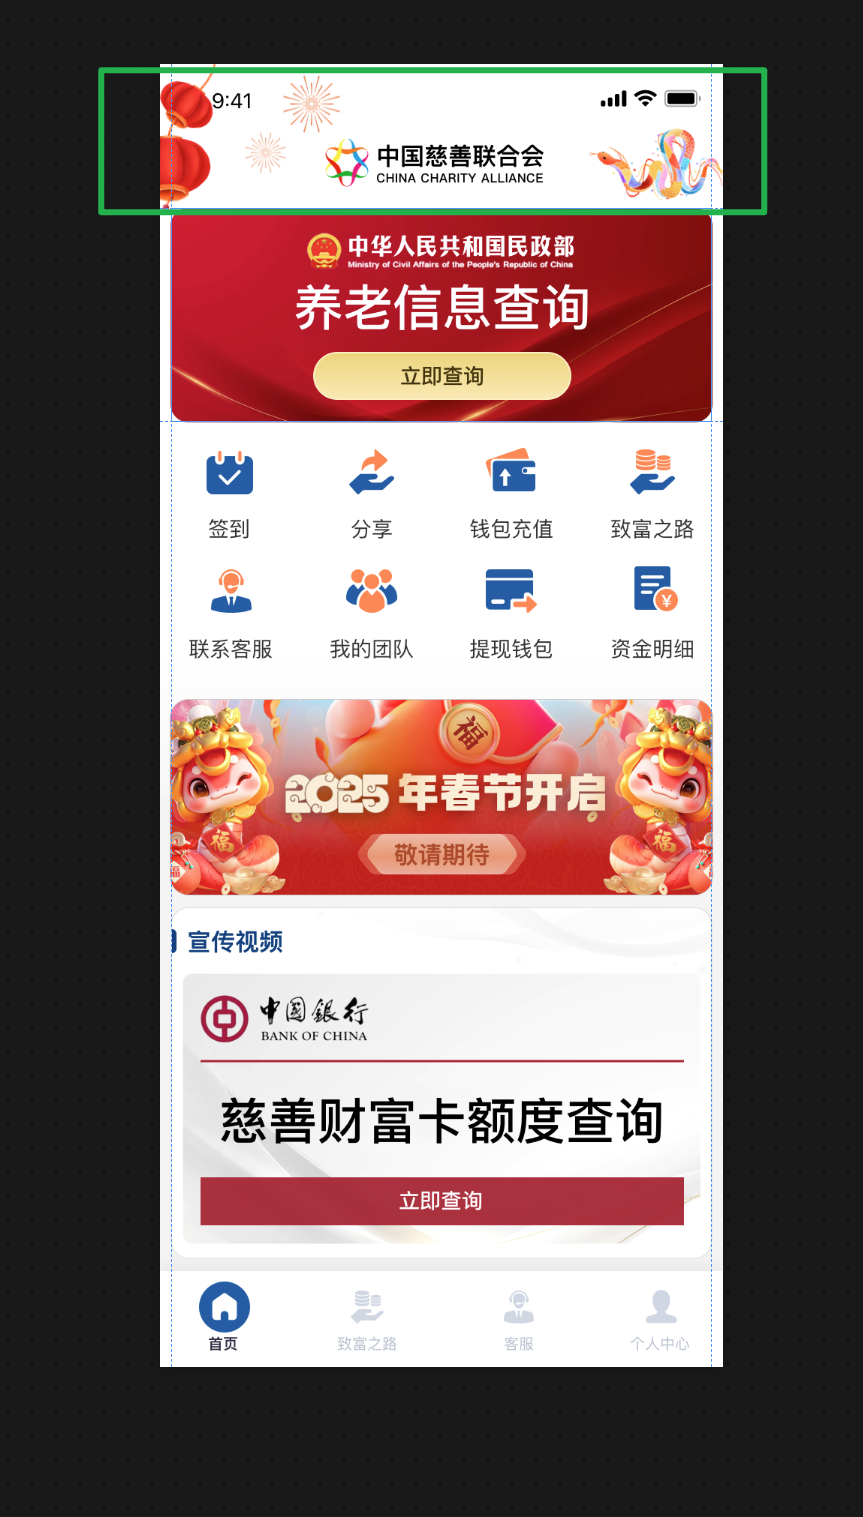 9:41
中国慈善联合会
CHINA CHARITY ALLIANCE
中华人民共和国民政部
Ministry of Civil Affairs of the People's Republic of China
养老信息查询
立即查询
签到
分享
钱包充值
致富之路
联系客服
我的团队
提现钱包
资金明细
福
2025 年春节开启
敬请期待
福
福
福
福
宣传视频
中國銀行
BANK OF CHINA
慈善财富卡额度查询
立即查询
首页
致富之路
客服
个人中心